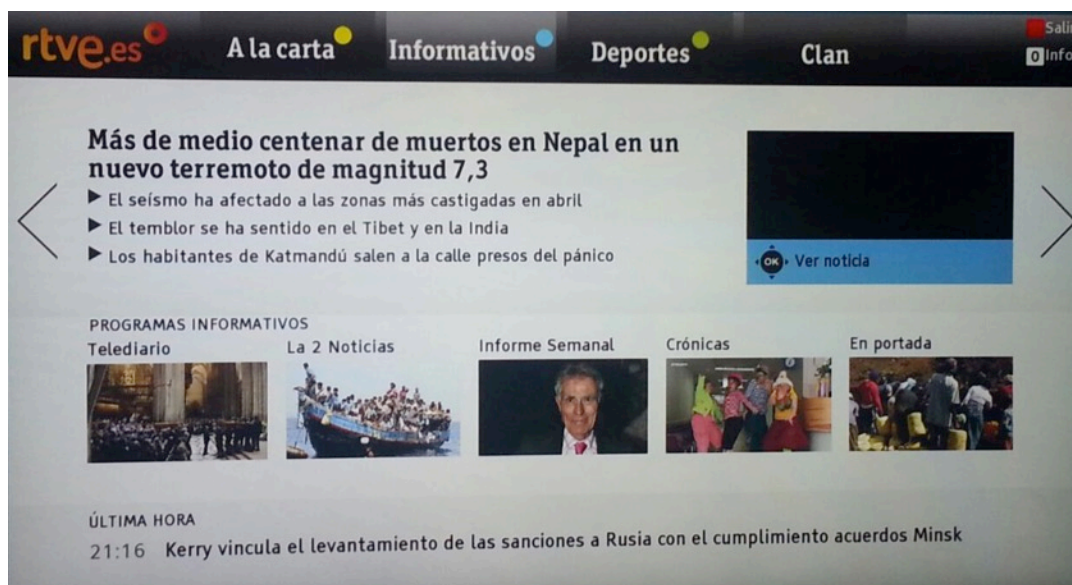 rtve.es
A la carta
Informativos
Deportes
Clan
Salir
0 Info
Más de medio centenar de muertos en Nepal en un
nuevo terremoto de magnitud 7,3
► El seísmo ha afectado a las zonas más castigadas en abril
► El temblor se ha sentido en el Tibet y en la India
► Los habitantes de Katmandú salen a la calle presos del pánico
OK Ver noticia
PROGRAMAS INFORMATIVOS
Telediario
La 2 Noticias
Informe Semanal
Crónicas
En portada
ÚLTIMA HORA
21:16 Kerry vincula el levantamiento de las sanciones a Rusia con el cumplimiento acuerdos Minsk